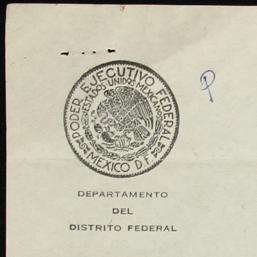 PODER EJECUTIVO FEDERAL
ESTADOS UNIDOS MEXICANOS
MEXICO D.F.
DEPARTAMENTO
DEL
DISTRITO FEDERAL